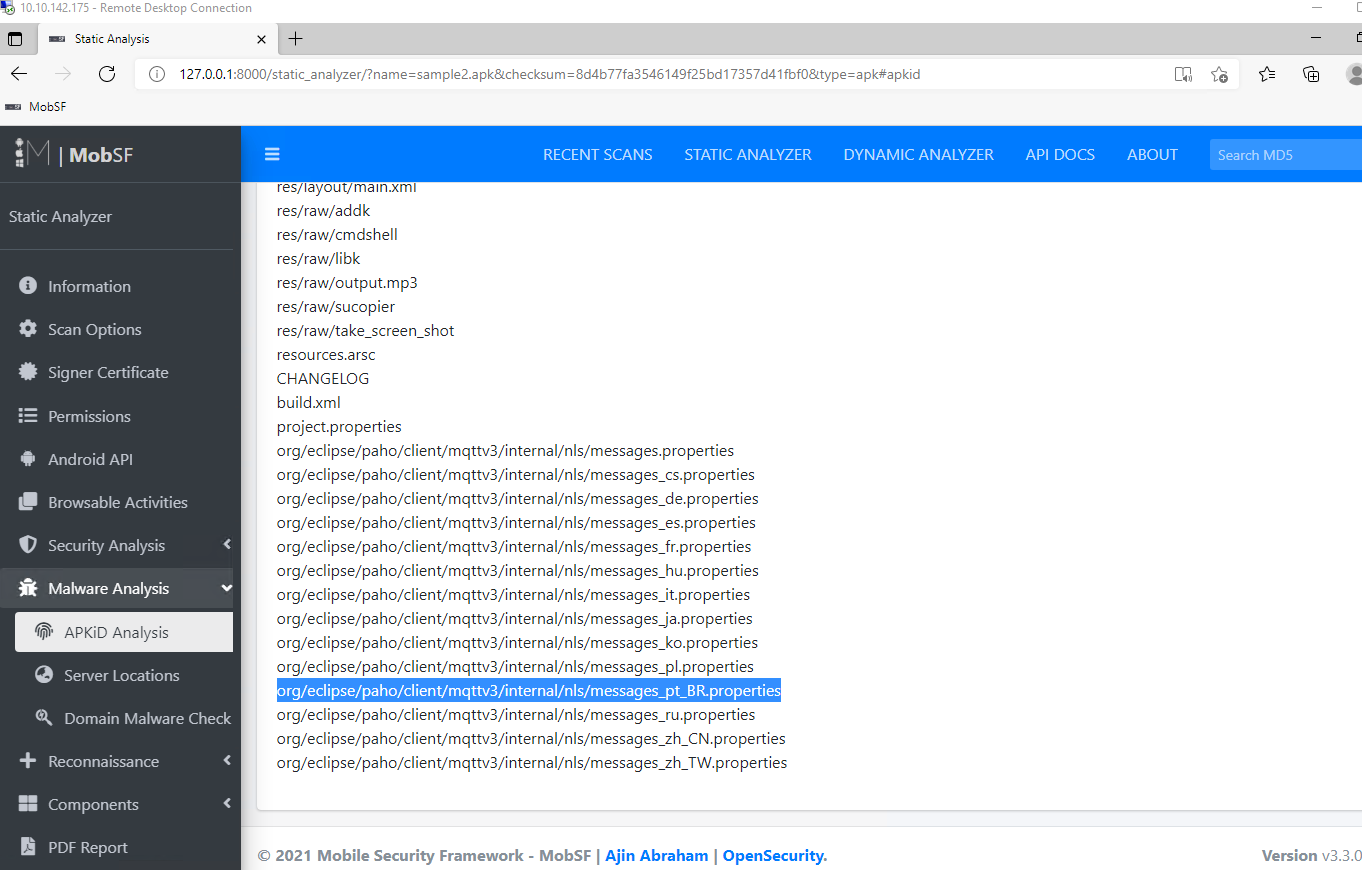 10.10.142.175 - Remote Desktop Connection
Static Analysis
127.0.0.1:8000/static_analyzer/?name=sample2.apk&checksum=8d4b77fa3546149f25bd17357d41fbf0&type=apk#apkid
MobSF
| MobSF
RECENT SCANS STATIC ANALYZER DYNAMIC ANALYZER API DOCS ABOUT Search MD5
Static Analyzer
Information
Scan Options
Signer Certificate
Permissions
Android API
Browsable Activities
Security Analysis
Malware Analysis
APKiD Analysis
Server Locations
Domain Malware Check
Reconnaissance
Components
PDF Report
res/layout/main.xml
res/raw/addk
res/raw/cmdshell
res/raw/libk
res/raw/output.mp3
res/raw/sucopier
res/raw/take_screen_shot
resources.arsc
CHANGELOG
build.xml
project.properties
org/eclipse/paho/client/mqttv3/internal/nls/messages.properties
org/eclipse/paho/client/mqttv3/internal/nls/messages_cs.properties
org/eclipse/paho/client/mqttv3/internal/nls/messages_de.properties
org/eclipse/paho/client/mqttv3/internal/nls/messages_es.properties
org/eclipse/paho/client/mqttv3/internal/nls/messages_fr.properties
org/eclipse/paho/client/mqttv3/internal/nls/messages_hu.properties
org/eclipse/paho/client/mqttv3/internal/nls/messages_it.properties
org/eclipse/paho/client/mqttv3/internal/nls/messages_ja.properties
org/eclipse/paho/client/mqttv3/internal/nls/messages_ko.properties
org/eclipse/paho/client/mqttv3/internal/nls/messages_pl.properties
org/eclipse/paho/client/mqttv3/internal/nls/messages_pt_BR.properties
org/eclipse/paho/client/mqttv3/internal/nls/messages_ru.properties
org/eclipse/paho/client/mqttv3/internal/nls/messages_zh_CN.properties
org/eclipse/paho/client/mqttv3/internal/nls/messages_zh_TW.properties
© 2021 Mobile Security Framework - MobSF | Ajin Abraham | OpenSecurity.
Version v3.3.0